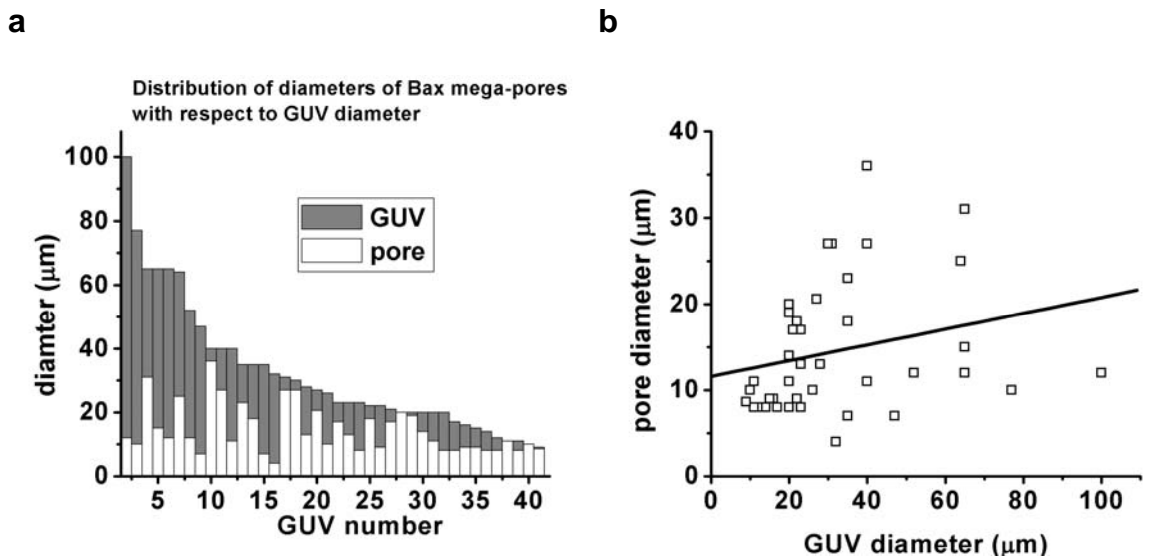 a
Distribution of diameters of Bax mega-pores
with respect to GUV diameter
diamter (μm)
100
80
60
40
20
0
GUV
pore
5 10 15 20 25 30 35 40
GUV number
b
pore diameter (μm)
40
30
20
10
0
0 20 40 60 80 100
GUV diameter (μm)